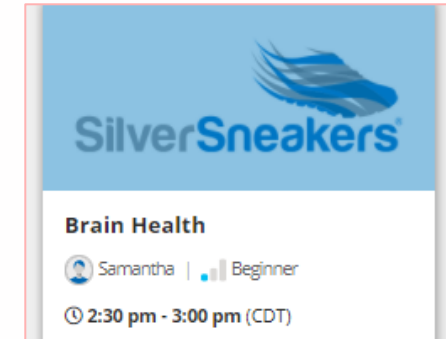 SilverSneakers®
Brain Health
Samantha | Beginner
2:30 pm - 3:00 pm (CDT)